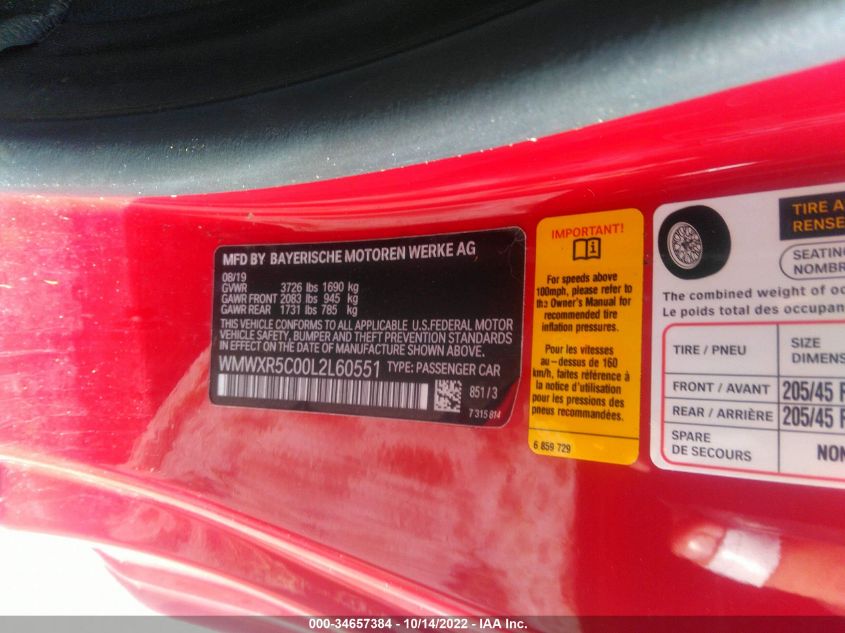 MFD BY BAYERISCHE MOTOREN WERKE AG
08/19
GVWR 3726 lbs 1690 kg
GAWR FRONT 2083 lbs 945 kg
GAWR REAR 1731 lbs 785 kg
THIS VEHICLE CONFORMS TO ALL APPLICABLE U.S.FEDERAL MOTOR
VEHICLE SAFETY, BUMPER AND THEFT PREVENTION STANDARDS
IN EFFECT ON THE DATE OF MANUFACTURE SHOWN ABOVE.
WMWXR5C00L2L60551 TYPE: PASSENGER CAR
851/3
7 315 814
IMPORTANT!
For speeds above
100mph, please refer to
the Owner's Manual for
recommended tire
inflation pressures.
Pour les vitesses
au-dessus de 160
km/h, faites référence à
la notice d'utilisation
pour les pressions des
pneus recommandées.
6 859 729
TIRE A
RENSE
SEATIN
NOMBR
The combined weight of oc
Le poids total des occupan
TIRE / PNEU SIZE
DIMENS
FRONT / AVANT 205/45 R
REAR / ARRIÈRE 205/45 R
SPARE
DE SECOURS NON
000-34657384 - 10/14/2022 - IAA Inc.